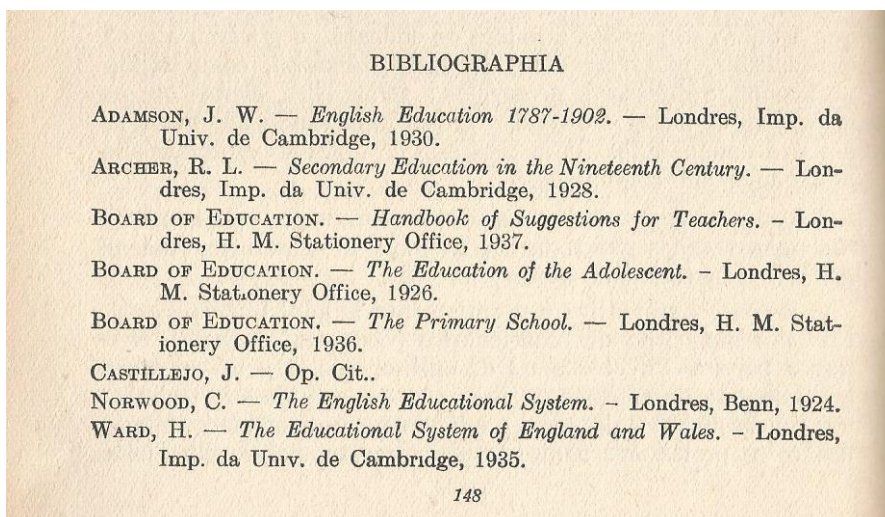 BIBLIOGRAPHIA
ADAMSON, J. W. — English Education 1787-1902. — Londres, Imp. da
Univ. de Cambridge, 1930.
ARCHER, R. L. — Secondary Education in the Nineteenth Century. — Lon-
dres, Imp. da Univ. de Cambridge, 1928.
BOARD OF EDUCATION. — Handbook of Suggestions for Teachers. – Lon-
dres, H. M. Stationery Office, 1937.
BOARD OF EDUCATION. — The Education of the Adolescent. – Londres, H.
M. Stationery Office, 1926.
BOARD OF EDUCATION. — The Primary School. — Londres, H. M. Stat-
ionery Office, 1936.
CASTILLEJO, J. — Op. Cit..
NORWOOD, C. — The English Educational System. – Londres, Benn, 1924.
WARD, H. — The Educational System of England and Wales. – Londres,
Imp. da Univ. de Cambridge, 1935.
148